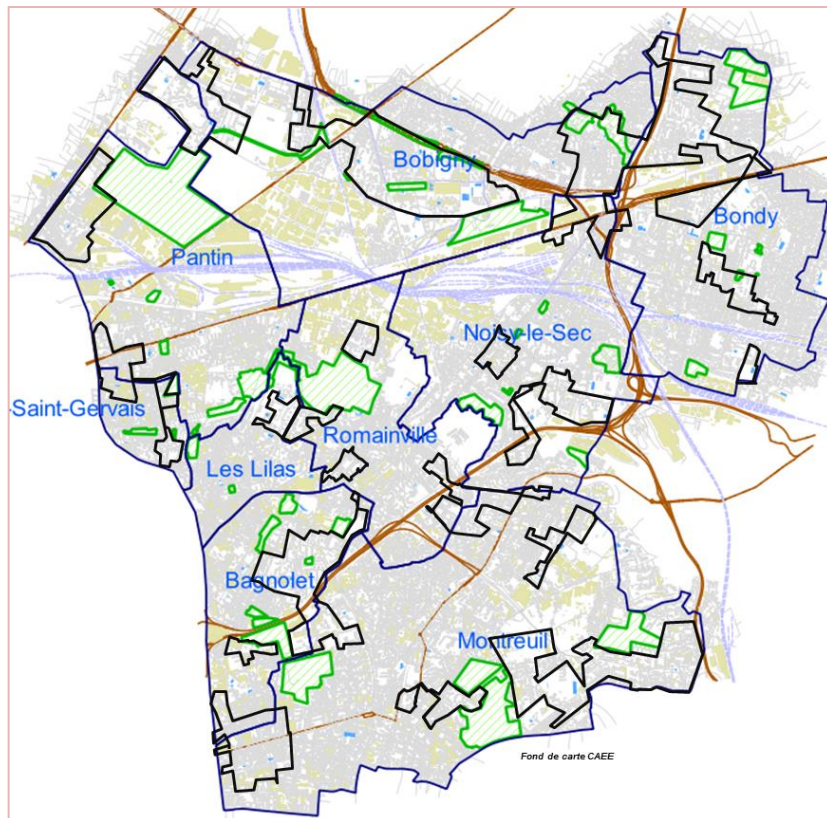 Bobigny
Bondy
Pantin
Noisy-le-Sec
-Saint-Gervais
Romainville
Les Lilas
Bagnolet
Montreuil
Fond de carte CAEE